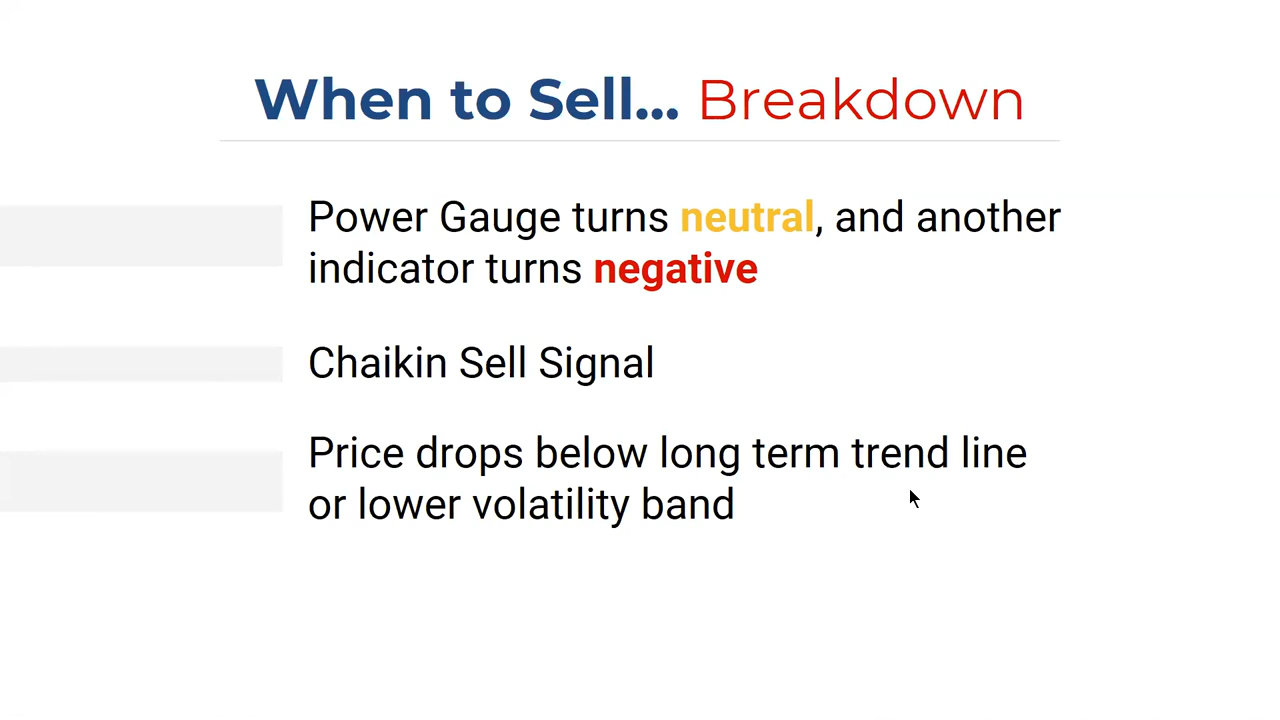 When to Sell... Breakdown
Power Gauge turns neutral, and another
indicator turns negative
Chaikin Sell Signal
Price drops below long term trend line
or lower volatility band